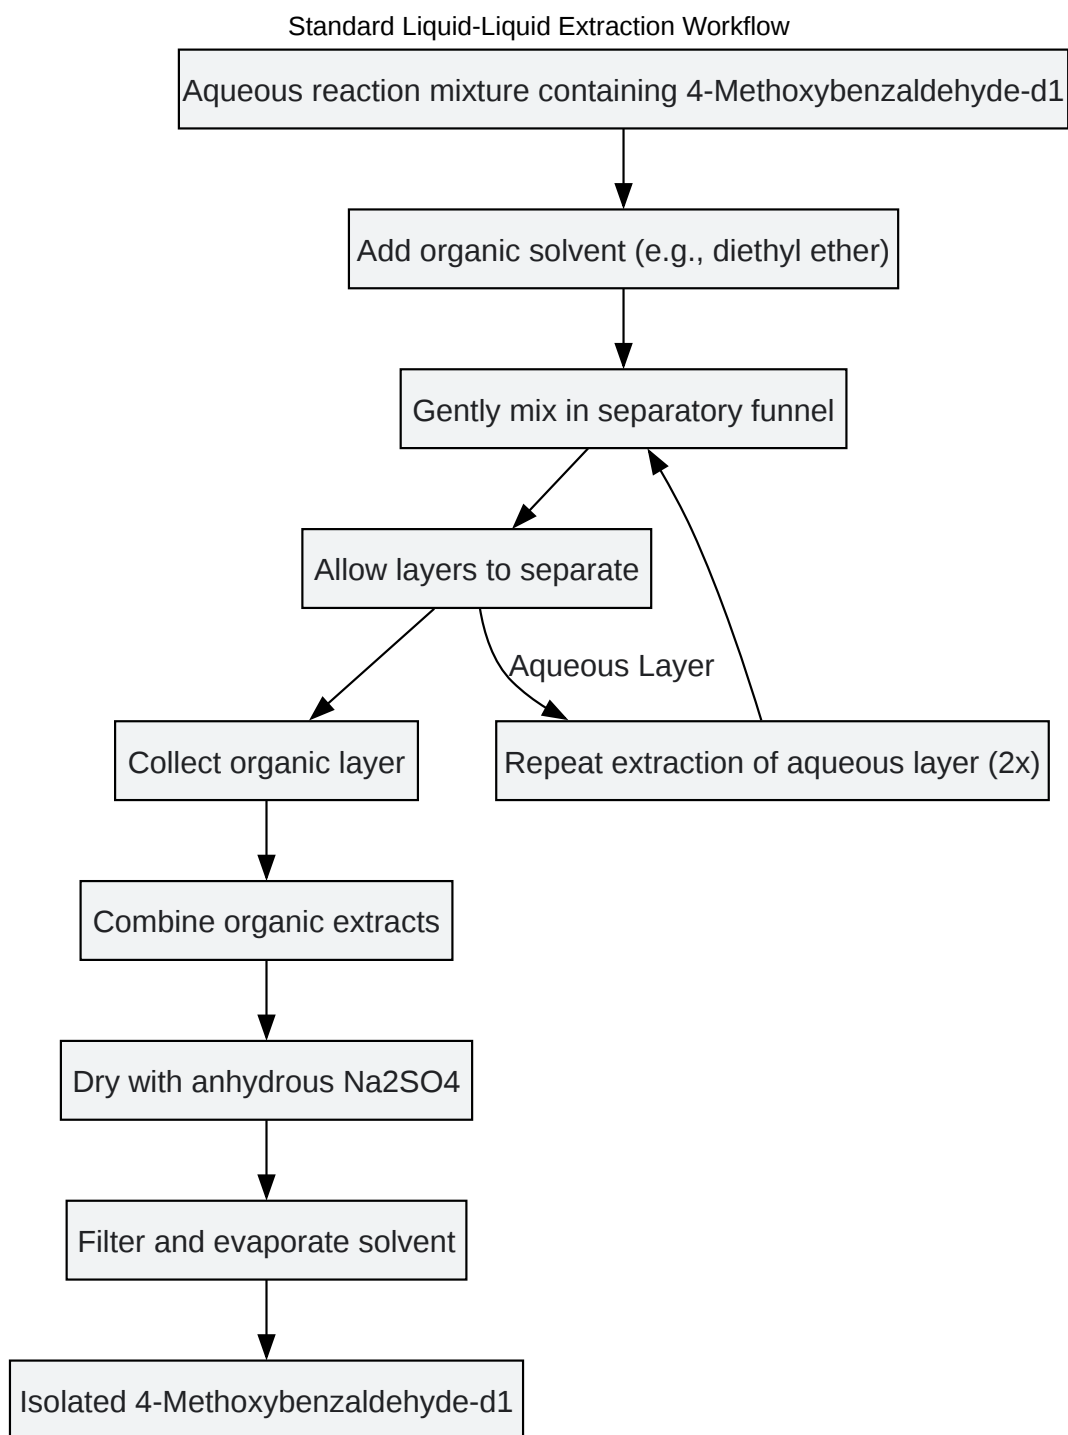 Standard Liquid-Liquid Extraction Workflow
Aqueous reaction mixture containing 4-Methoxybenzaldehyde-d1
Add organic solvent (e.g., diethyl ether)
Gently mix in separatory funnel
Allow layers to separate
Aqueous Layer
Collect organic layer
Repeat extraction of aqueous layer (2x)
Combine organic extracts
Dry with anhydrous Na2SO4
Filter and evaporate solvent
Isolated 4-Methoxybenzaldehyde-d1